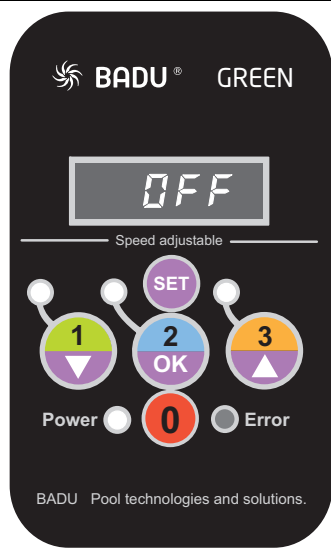 BADU ® GREEN
OFF
Speed adjustable
SET
1 2 3
OK
Power 0 Error
BADU Pool technologies and solutions.